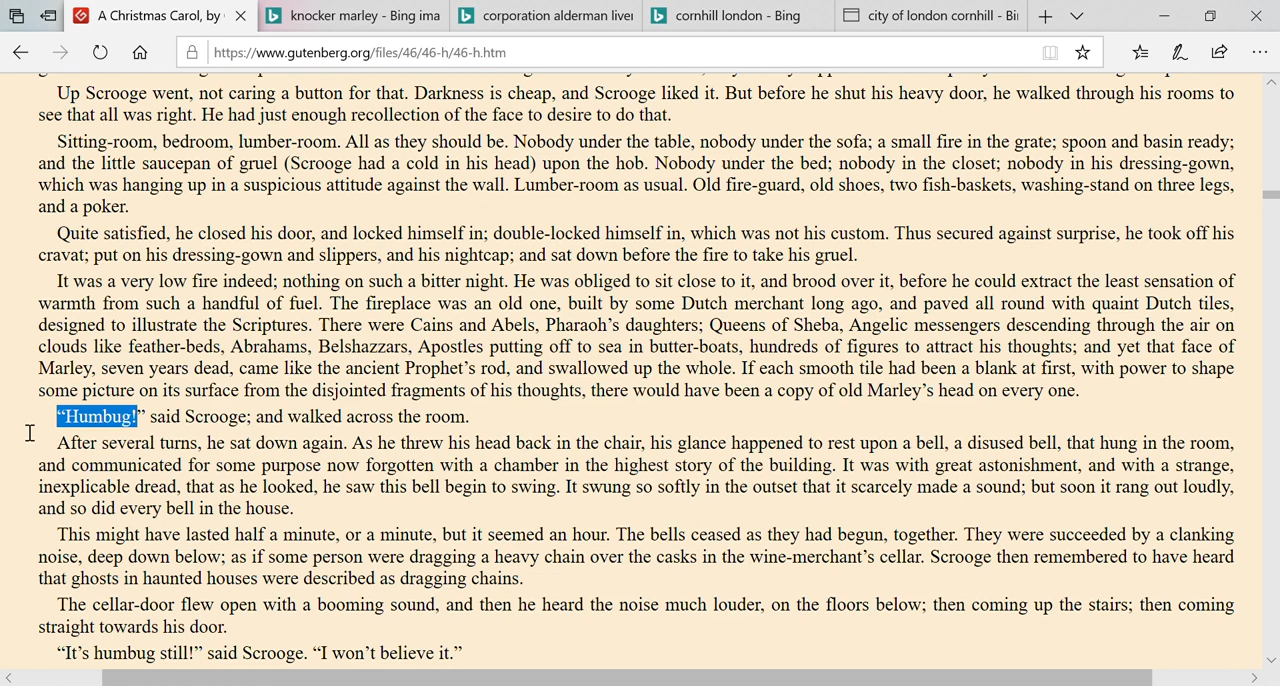 A Christmas Carol, by
knocker marley - Bing ima
corporation alderman liver
cornhill london - Bing
city of london cornhill - Bi
https://www.gutenberg.org/files/46/46-h/46-h.htm
Up Scrooge went, not caring a button for that. Darkness is cheap, and Scrooge liked it. But before he shut his heavy door, he walked through his rooms to
see that all was right. He had just enough recollection of the face to desire to do that.
Sitting-room, bedroom, lumber-room. All as they should be. Nobody under the table, nobody under the sofa; a small fire in the grate; spoon and basin ready;
and the little saucepan of gruel (Scrooge had a cold in his head) upon the hob. Nobody under the bed; nobody in the closet; nobody in his dressing-gown,
which was hanging up in a suspicious attitude against the wall. Lumber-room as usual. Old fire-guard, old shoes, two fish-baskets, washing-stand on three legs,
and a poker.
Quite satisfied, he closed his door, and locked himself in; double-locked himself in, which was not his custom. Thus secured against surprise, he took off his
cravat; put on his dressing-gown and slippers, and his nightcap; and sat down before the fire to take his gruel.
It was a very low fire indeed; nothing on such a bitter night. He was obliged to sit close to it, and brood over it, before he could extract the least sensation of
warmth from such a handful of fuel. The fireplace was an old one, built by some Dutch merchant long ago, and paved all round with quaint Dutch tiles,
designed to illustrate the Scriptures. There were Cains and Abels, Pharaoh’s daughters; Queens of Sheba, Angelic messengers descending through the air on
clouds like feather-beds, Abrahams, Belshazzars, Apostles putting off to sea in butter-boats, hundreds of figures to attract his thoughts; and yet that face of
Marley, seven years dead, came like the ancient Prophet’s rod, and swallowed up the whole. If each smooth tile had been a blank at first, with power to shape
some picture on its surface from the disjointed fragments of his thoughts, there would have been a copy of old Marley’s head on every one.
“Humbug!” said Scrooge; and walked across the room.
After several turns, he sat down again. As he threw his head back in the chair, his glance happened to rest upon a bell, a disused bell, that hung in the room,
and communicated for some purpose now forgotten with a chamber in the highest story of the building. It was with great astonishment, and with a strange,
inexplicable dread, that as he looked, he saw this bell begin to swing. It swung so softly in the outset that it scarcely made a sound; but soon it rang out loudly,
and so did every bell in the house.
This might have lasted half a minute, or a minute, but it seemed an hour. The bells ceased as they had begun, together. They were succeeded by a clanking
noise, deep down below; as if some person were dragging a heavy chain over the casks in the wine-merchant’s cellar. Scrooge then remembered to have heard
that ghosts in haunted houses were described as dragging chains.
The cellar-door flew open with a booming sound, and then he heard the noise much louder, on the floors below; then coming up the stairs; then coming
straight towards his door.
“It’s humbug still!” said Scrooge. “I won’t believe it.”